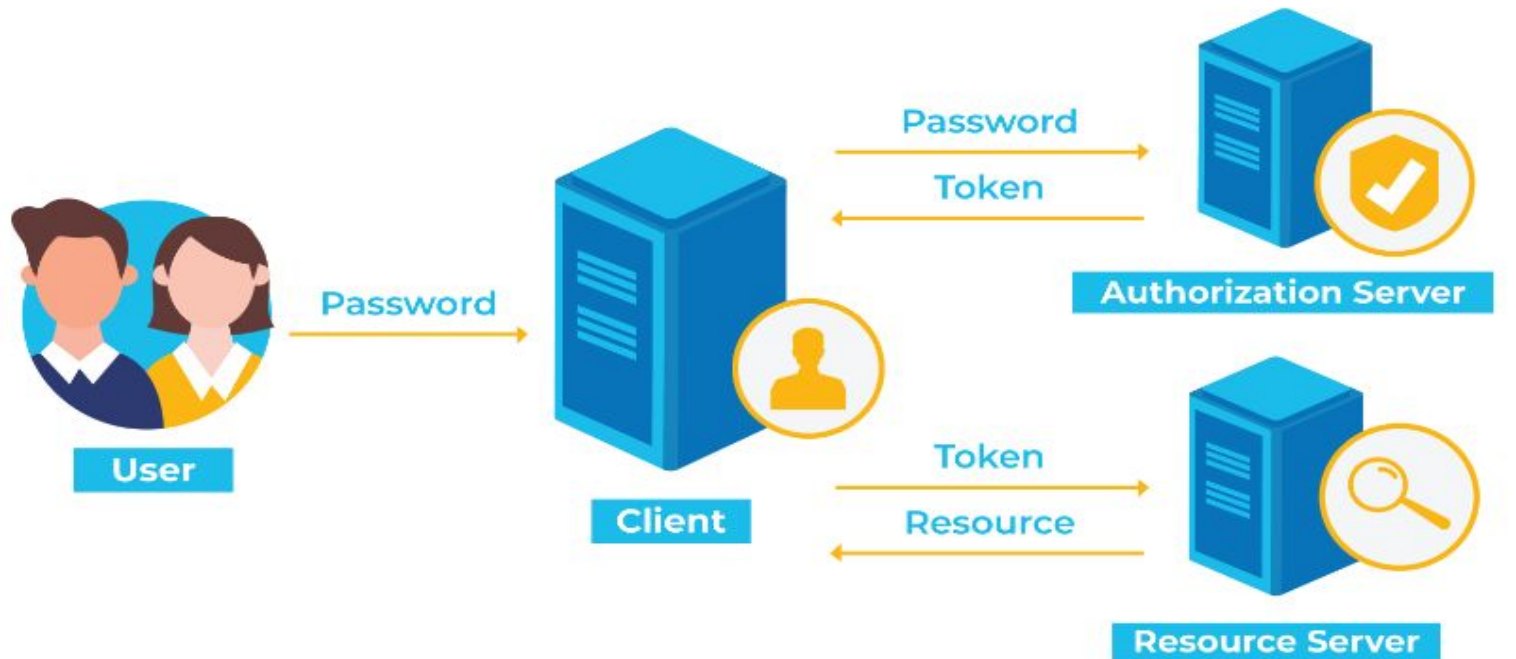 Password
Token
Authorization Server
Password
User
Client
Token
Resource
Resource Server